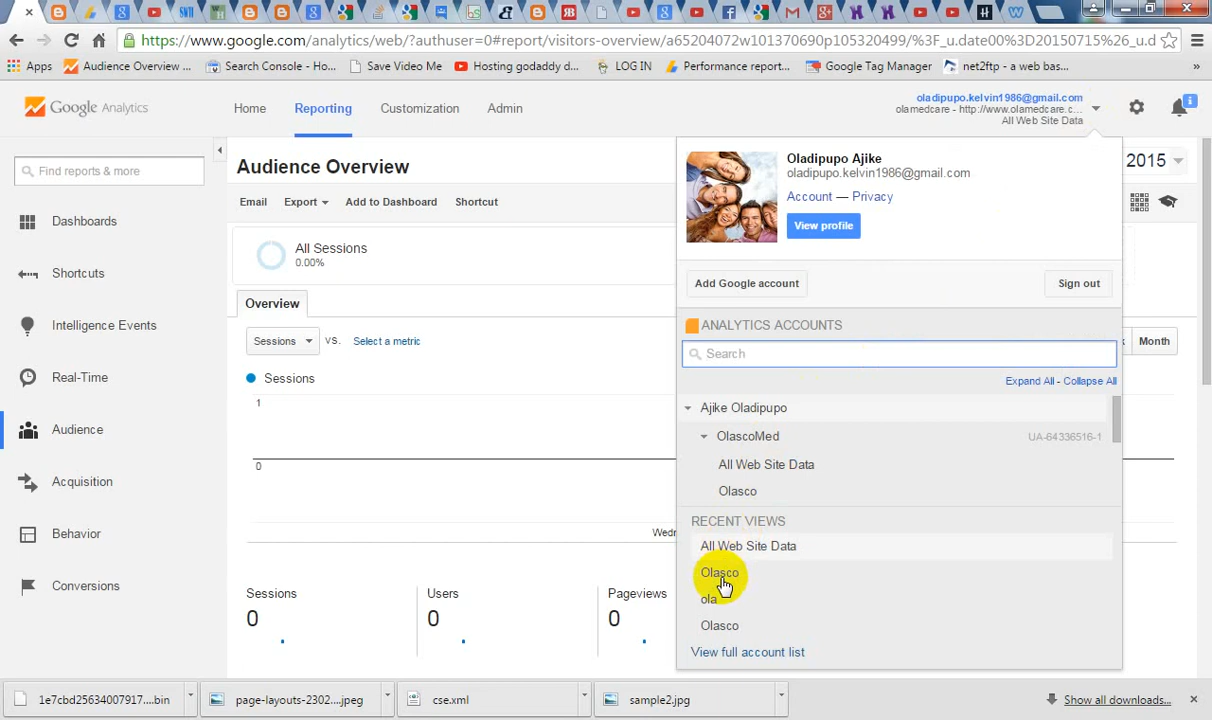 https://www.google.com/analytics/web/?authuser=0#report/visitors-overview/a65204072w101370690p105320499/%3F_u.date00%3D20150715%26_u.d
Apps
Audience Overview ...
Search Console - Ho...
Save Video Me
Hosting godaddy d...
LOG IN
Performance report...
Google Tag Manager
net2ftp - a web bas...
»
Google Analytics
Home
Reporting
Customization
Admin
oladipupo.kelvin1986@gmail.com
olamedcare - http://www.olamedcare.c...
All Web Site Data
Find reports & more
Audience Overview
2015
Oladipupo Ajike
oladipupo.kelvin1986@gmail.com
Account — Privacy
View profile
Email
Export
Add to Dashboard
Shortcut
Dashboards
All Sessions
0.00%
Shortcuts
Add Google account
Sign out
Overview
Intelligence Events
ANALYTICS ACCOUNTS
Sessions
VS.
Select a metric
Search
Month
Real-Time
Sessions
Expand All - Collapse All
1
Ajike Oladipupo
Audience
OlascoMed
UA-64336516-1
0
All Web Site Data
Acquisition
Olasco
RECENT VIEWS
Behavior
All Web Site Data
Olasco
Conversions
ola
Sessions
Users
Pageviews
0
0
0
Olasco
View full account list
1e7cbd25634007917....bin
page-layouts-2302....jpeg
cse.xml
sample2.jpg
Show all downloads...